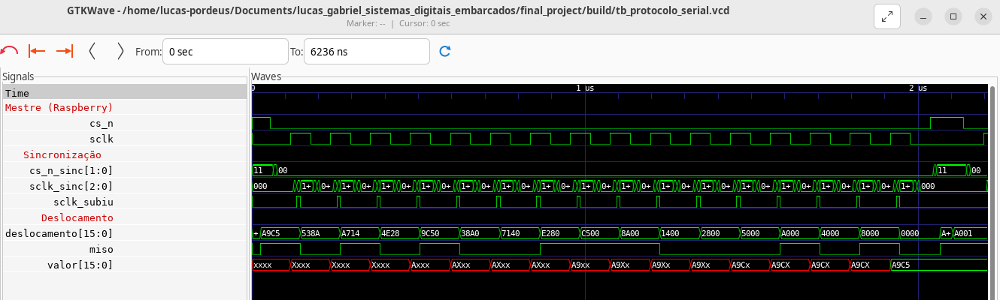 GTKWave - /home/lucas-pordeus/Documents/lucas_gabriel_sistemas_digitais_embarcados/final_project/build/tb_protocolo_serial.vcd
Marker: -- | Cursor: 0 sec
From: 0 sec To: 6236 ns
Signals Waves
Time 0 1 us 2 us
Mestre (Raspberry)
cs_n
sclk
Sincronização
cs_n_sinc[1:0] 11 00 11 00
sclk_sinc[2:0] 000 1+ 0+ 1+ 0+ 1+ 0+ 1+ 0+ 1+ 0+ 1+ 0+ 1+ 0+ 1+ 0+ 1+ 0+ 1+ 0+ 1+ 0+ 1+ 0+ 1+ 0+ 1+ 0+ 1+ 0+ 1+ 000
sclk_subiu
Deslocamento
deslocamento[15:0] + A9C5 538A A714 4E28 9C50 38A0 7140 E280 C500 8A00 1400 2800 5000 A000 4000 8000 0000 A+ A001
miso
valor[15:0] xxxx Xxxx Xxxx Xxxx Axxx AXxx AXxx AXxx A9xx A9Xx A9Xx A9Xx A9Cx A9CX A9CX A9CX A9C5